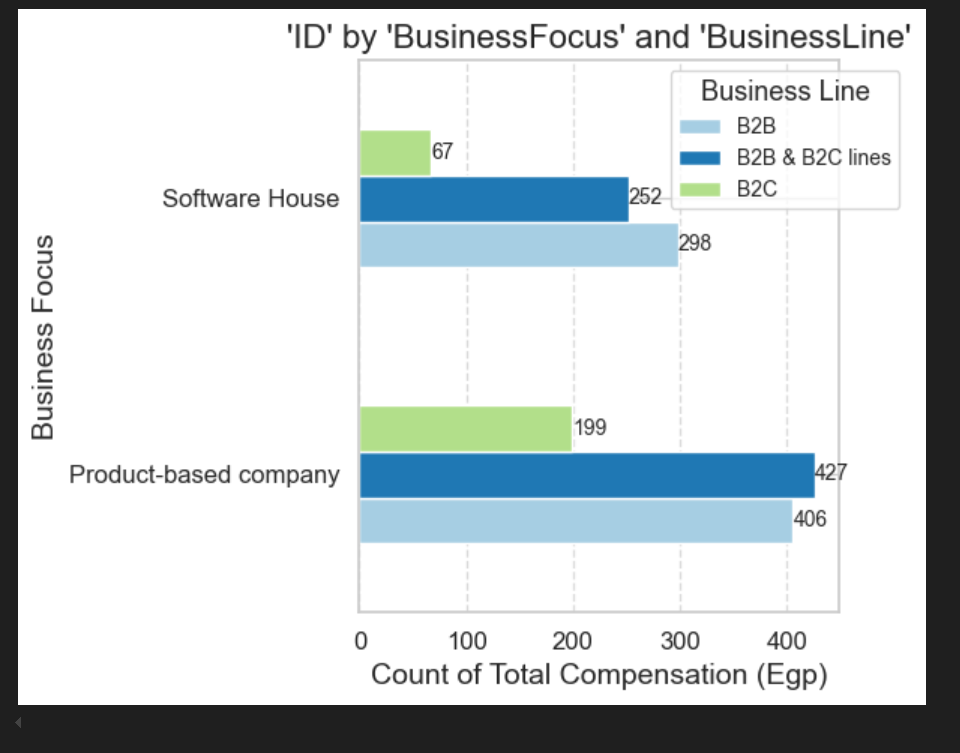 'ID' by 'BusinessFocus' and 'BusinessLine'
Business Line
B2B
B2B & B2C lines
B2C
67
Software House
252
298
Business Focus
199
Product-based company
427
406
0 100 200 300 400
Count of Total Compensation (Egp)